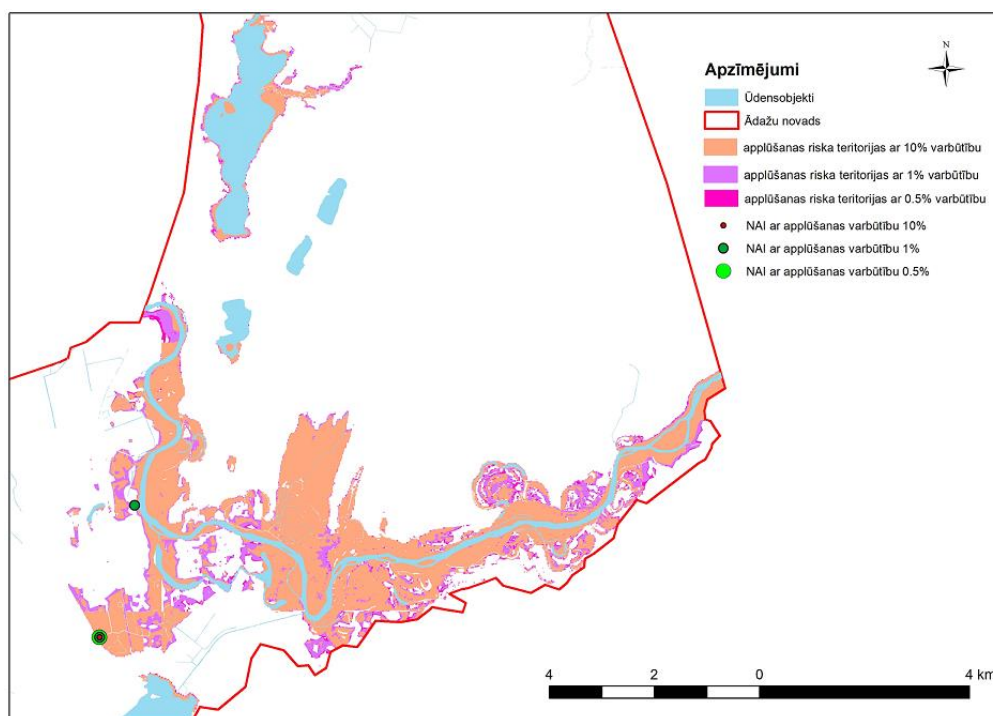 N
Apzīmējumi
Ūdensobjekti
Ādažu novads
applūšanas riska teritorijas ar 10% varbūtību
applūšanas riska teritorijas ar 1% varbūtību
applūšanas riska teritorijas ar 0.5% varbūtību
NAI ar applūšanas varbūtību 10%
NAI ar applūšanas varbūtību 1%
NAI ar applūšanas varbūtību 0.5%
4 2 0 4 km